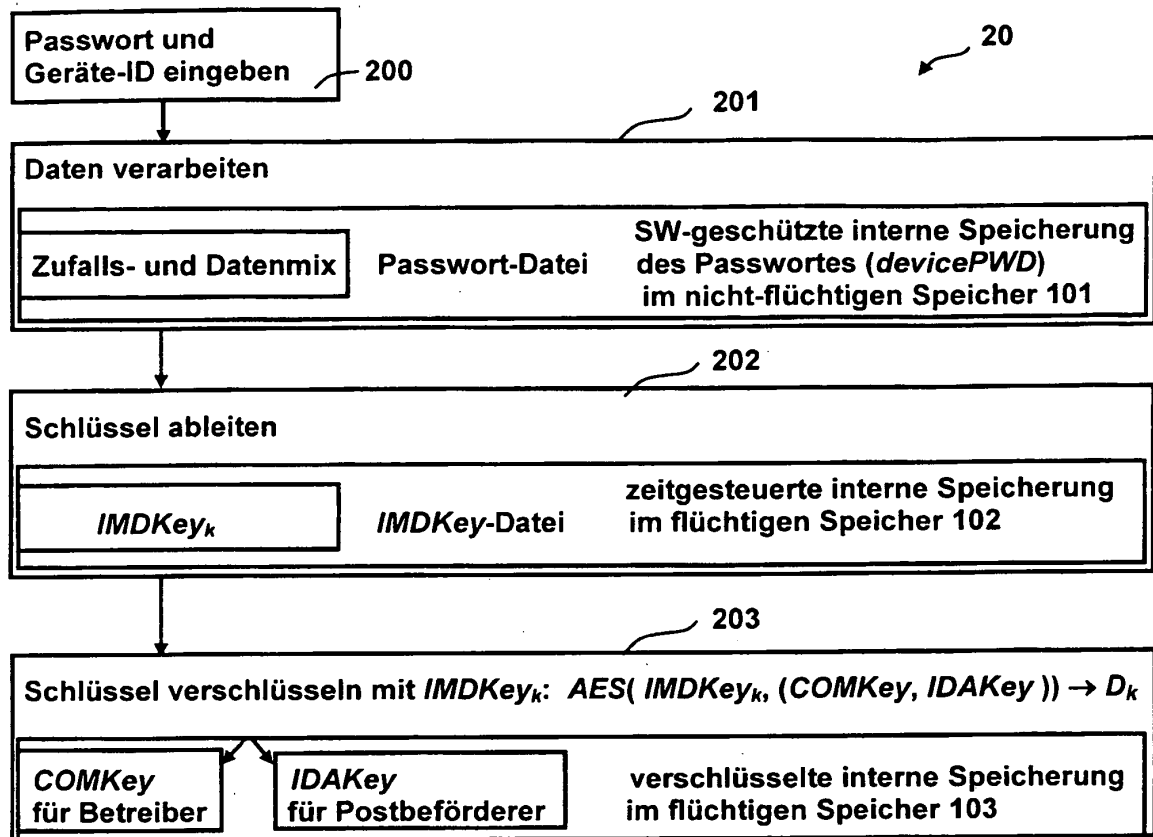 Passwort und
Geräte-ID eingeben
200
20
201
Daten verarbeiten
Zufalls- und Datenmix
Passwort-Datei
SW-geschützte interne Speicherung
des Passwortes (devicePWD)
im nicht-flüchtigen Speicher 101
202
Schlüssel ableiten
IMDKeyk
IMDKey-Datei
zeitgesteuerte interne Speicherung
im flüchtigen Speicher 102
203
Schlüssel verschlüsseln mit IMDKeyk: AES( IMDKeyk, (COMKey, IDAKey )) → Dk
COMKey
für Betreiber
IDAKey
für Postbeförderer
verschlüsselte interne Speicherung
im flüchtigen Speicher 103